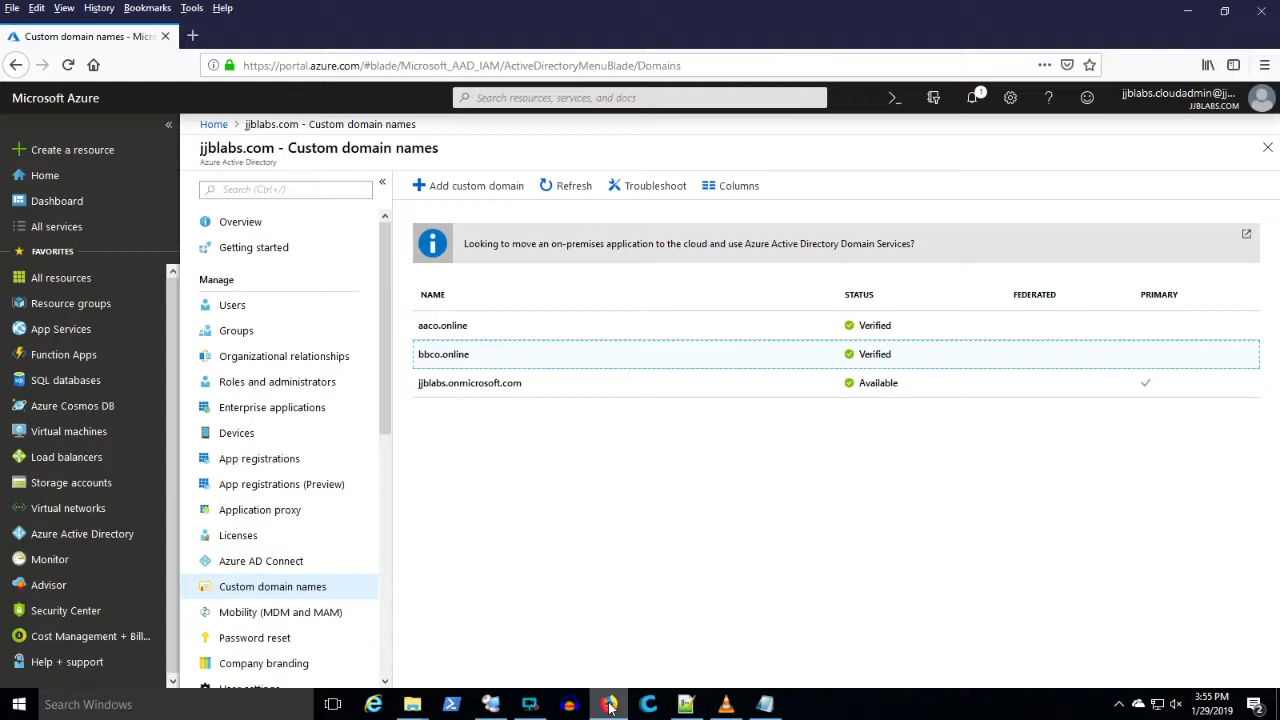 File Edit View History Bookmarks Tools Help
Custom domain names - Micr
https://portal.azure.com/#blade/Microsoft_AAD_IAM/ActiveDirectoryMenuBlade/Domains
Microsoft Azure
Search resources, services, and docs
1
jjblabs.cloudadmin@jj...
JJBLABS.COM
Create a resource
Home
Dashboard
All services
FAVORITES
All resources
Resource groups
App Services
Function Apps
SQL databases
Azure Cosmos DB
Virtual machines
Load balancers
Storage accounts
Virtual networks
Azure Active Directory
Monitor
Advisor
Security Center
Cost Management + Bill...
Help + support
Home > jjblabs.com - Custom domain names
jjblabs.com - Custom domain names
Azure Active Directory
Search (Ctrl+/)
Overview
Getting started
Manage
Users
Groups
Organizational relationships
Roles and administrators
Enterprise applications
Devices
App registrations
App registrations (Preview)
Application proxy
Licenses
Azure AD Connect
Custom domain names
Mobility (MDM and MAM)
Password reset
Company branding
Add custom domain Refresh Troubleshoot Columns
Looking to move an on-premises application to the cloud and use Azure Active Directory Domain Services?
NAME STATUS FEDERATED PRIMARY
aaco.online Verified
bbco.online Verified
jjblabs.onmicrosoft.com Available
Search Windows
3:55 PM
1/29/2019
2